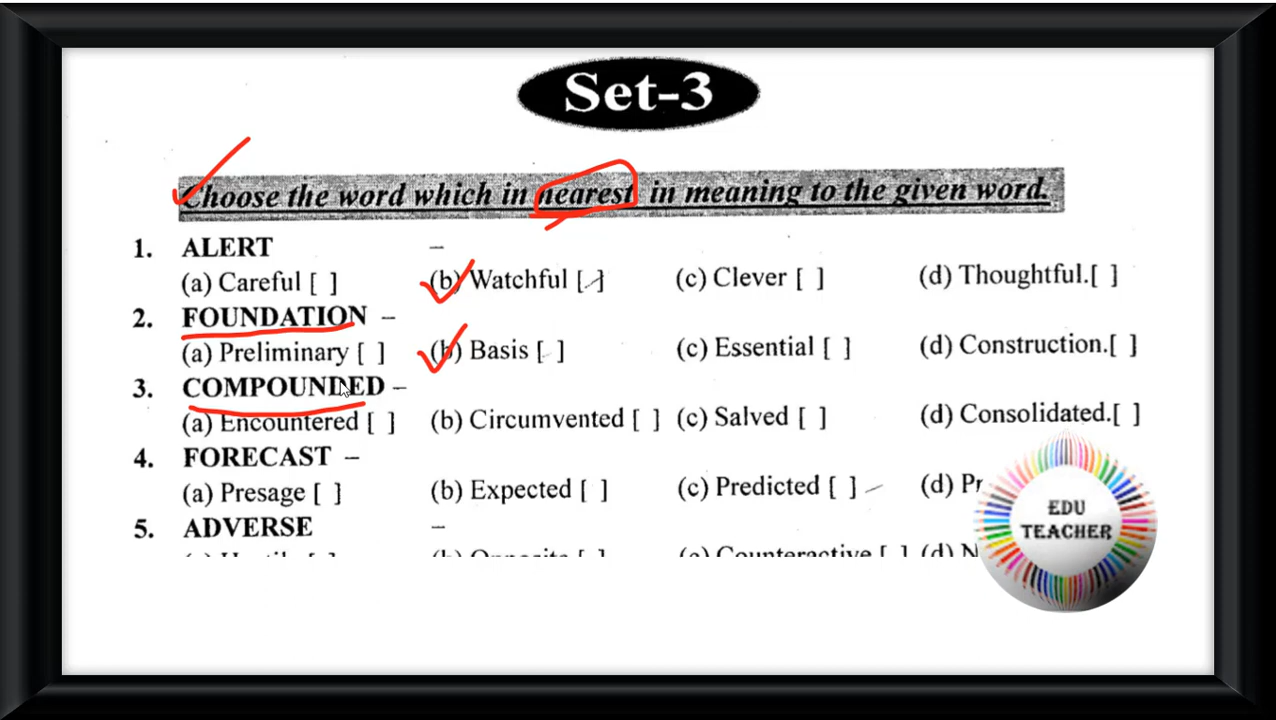 Set-3
Choose the word which in nearest in meaning to the given word.
1. ALERT –
(a) Careful [ ] (b) Watchful [ ] (c) Clever [ ] (d) Thoughtful.[ ]
2. FOUNDATION –
(a) Preliminary [ ] (b) Basis [ ] (c) Essential [ ] (d) Construction.[ ]
3. COMPOUNDED –
(a) Encountered [ ] (b) Circumvented [ ] (c) Salved [ ] (d) Consolidated.[ ]
4. FORECAST –
(a) Presage [ ] (b) Expected [ ] (c) Predicted [ ] (d)
5. ADVERSE –
(b) Opposite [ ] (c) Counteractive [ ] (d)
EDU
TEACHER